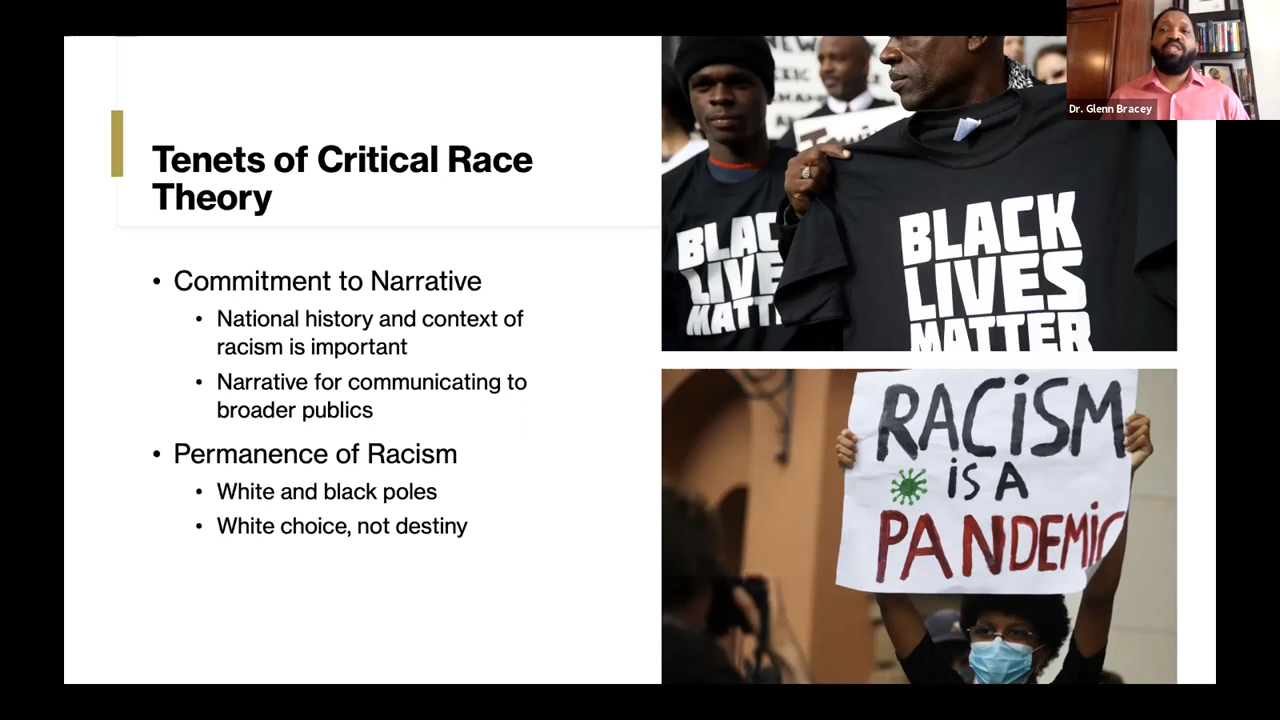 Dr. Glenn Bracey
Tenets of Critical Race
Theory
• Commitment to Narrative
• National history and context of
racism is important
• Narrative for communicating to
broader publics
• Permanence of Racism
• White and black poles
• White choice, not destiny
BLACK
LIVES
MATTER
BLACK
LIVES
MATTER
RACISM
iS A
PANDEMIC